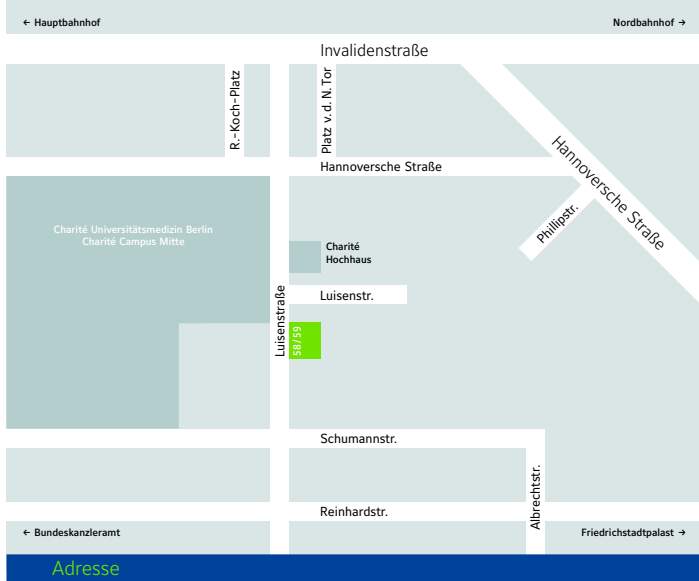 ← Hauptbahnhof
Nordbahnhof →
Invalidenstraße
R.-Koch-Platz
Platz v. d. N. Tor
Hannoversche Straße
Hannoversche Straße
Phillipstr.
Charité Universitätsmedizin Berlin
Charité Campus Mitte
Charité
Hochhaus
Luisenstraße
Luisenstr.
58/59
Schumannstr.
Albrechtstr.
Reinhardstr.
← Bundeskanzleramt
Friedrichstadtpalast →
Adresse